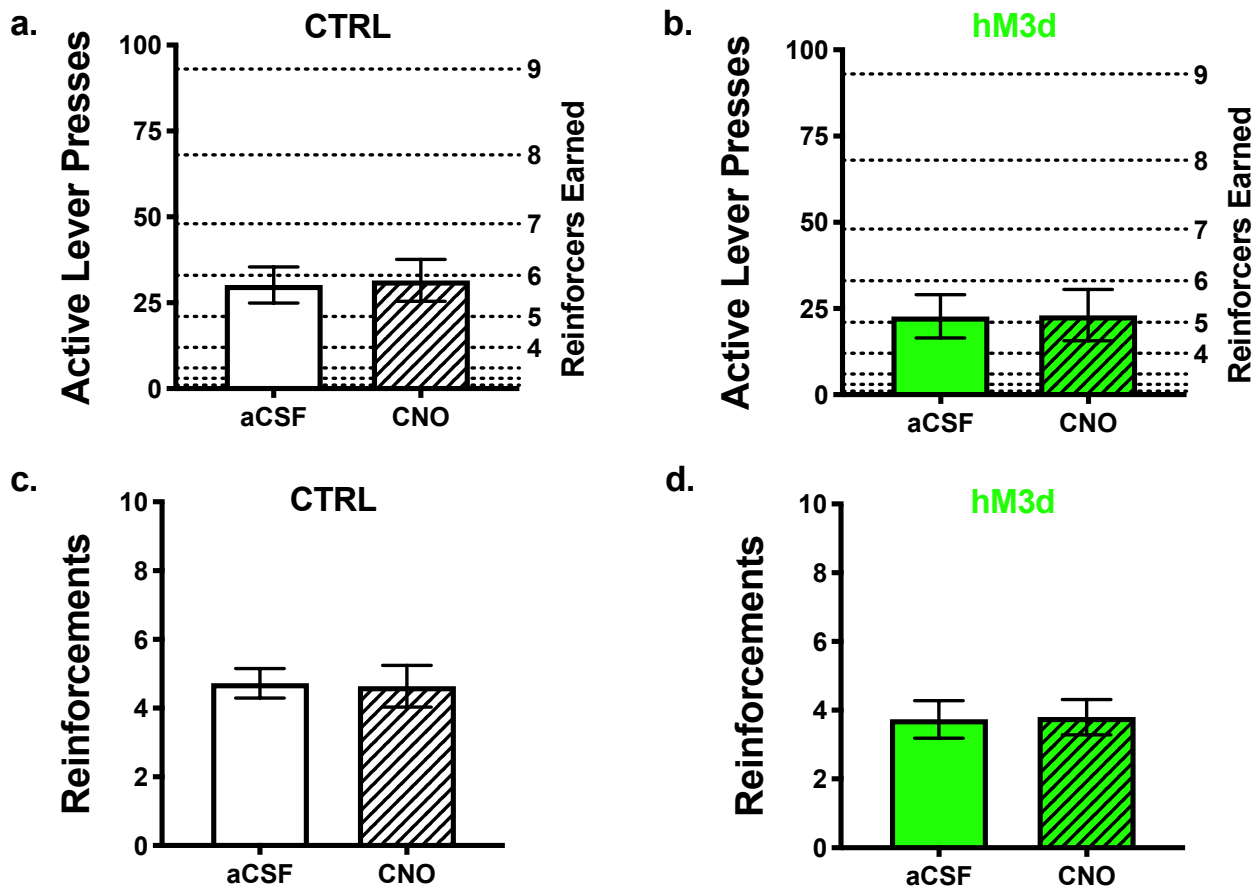 a.
CTRL
Active Lever Presses
100
75
50
25
0
9
8
7
6
5
4
Reinforcers Earned
aCSF
CNO
b.
hM3d
Active Lever Presses
100
75
50
25
0
9
8
7
6
5
4
Reinforcers Earned
aCSF
CNO
c.
CTRL
Reinforcements
10
8
6
4
2
0
aCSF
CNO
d.
hM3d
Reinforcements
10
8
6
4
2
0
aCSF
CNO